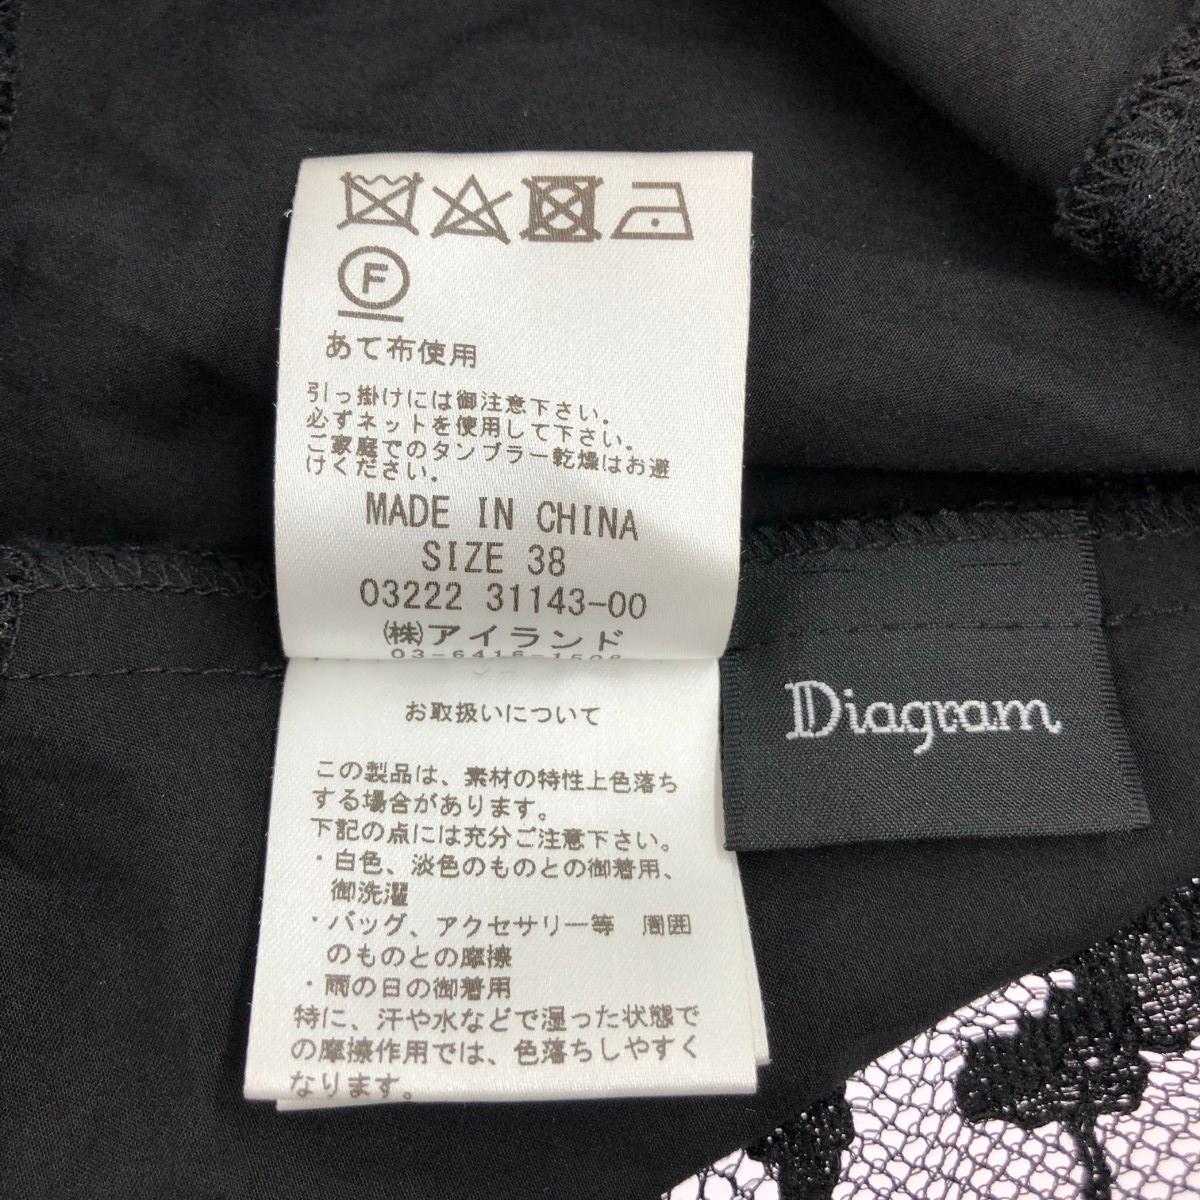 F
あて布使用
引っ掛けには御注意下さい。
必ずネットを使用して下さい。
ご家庭でのタンブラー乾燥はお避
けください。
MADE IN CHINA
SIZE 38
03222 31143-00
㈱アイランド
お取扱いについて
この製品は、素材の特性上色落ち
する場合があります。
下記の点には充分ご注意下さい。
・白色、淡色のものとの御着用、
御洗濯
・バッグ、アクセサリー等 周囲
のものとの摩擦
・雨の日の御着用
特に、汗や水などで湿った状態で
の摩擦作用では、色落ちしやすく
なります。
Diagram